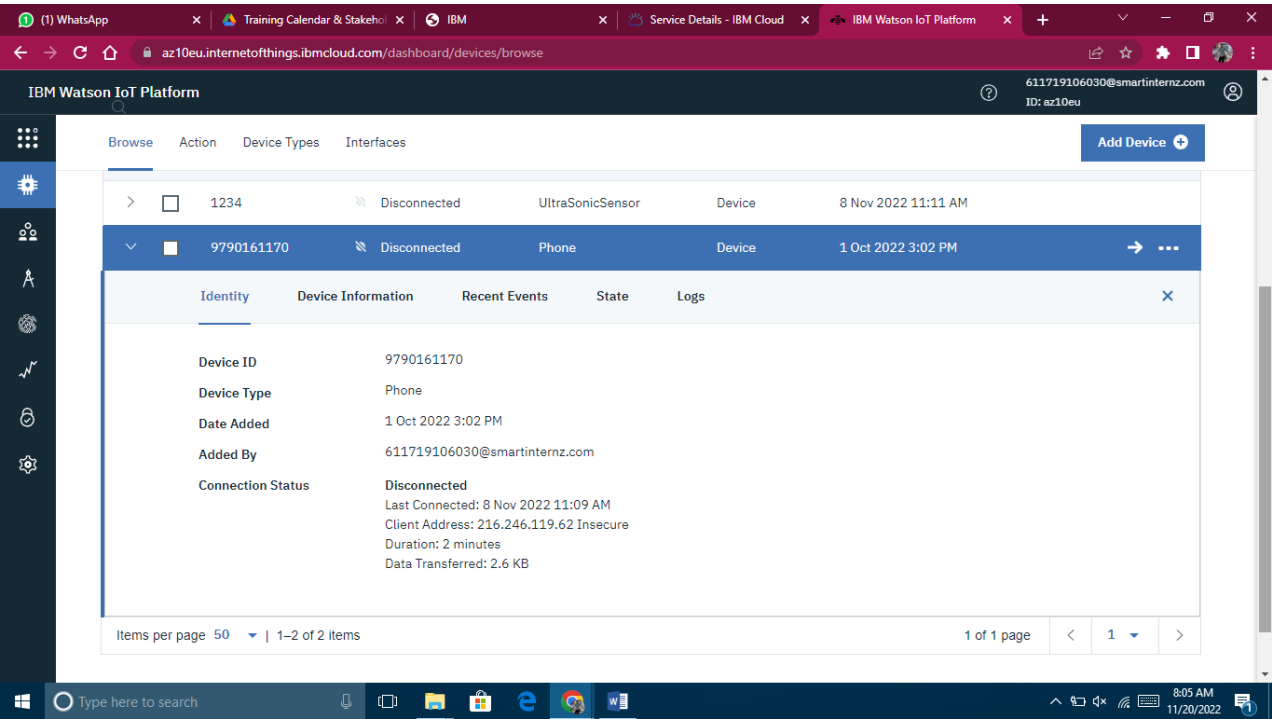 (1) WhatsApp
Training Calendar & Stakehol
IBM
Service Details - IBM Cloud
IBM Watson IoT Platform
az10eu.internetofthings.ibmcloud.com/dashboard/devices/browse
IBM Watson IoT Platform
611719106030@smartinternz.com
ID: az10eu
Browse Action Device Types Interfaces
Add Device
1234 Disconnected UltraSonicSensor Device 8 Nov 2022 11:11 AM
9790161170 Disconnected Phone Device 1 Oct 2022 3:02 PM
Identity Device Information Recent Events State Logs
Device ID 9790161170
Device Type Phone
Date Added 1 Oct 2022 3:02 PM
Added By 611719106030@smartinternz.com
Connection Status Disconnected
Last Connected: 8 Nov 2022 11:09 AM
Client Address: 216.246.119.62 Insecure
Duration: 2 minutes
Data Transferred: 2.6 KB
Items per page 50 | 1–2 of 2 items 1 of 1 page 1
Type here to search
8:05 AM
11/20/2022